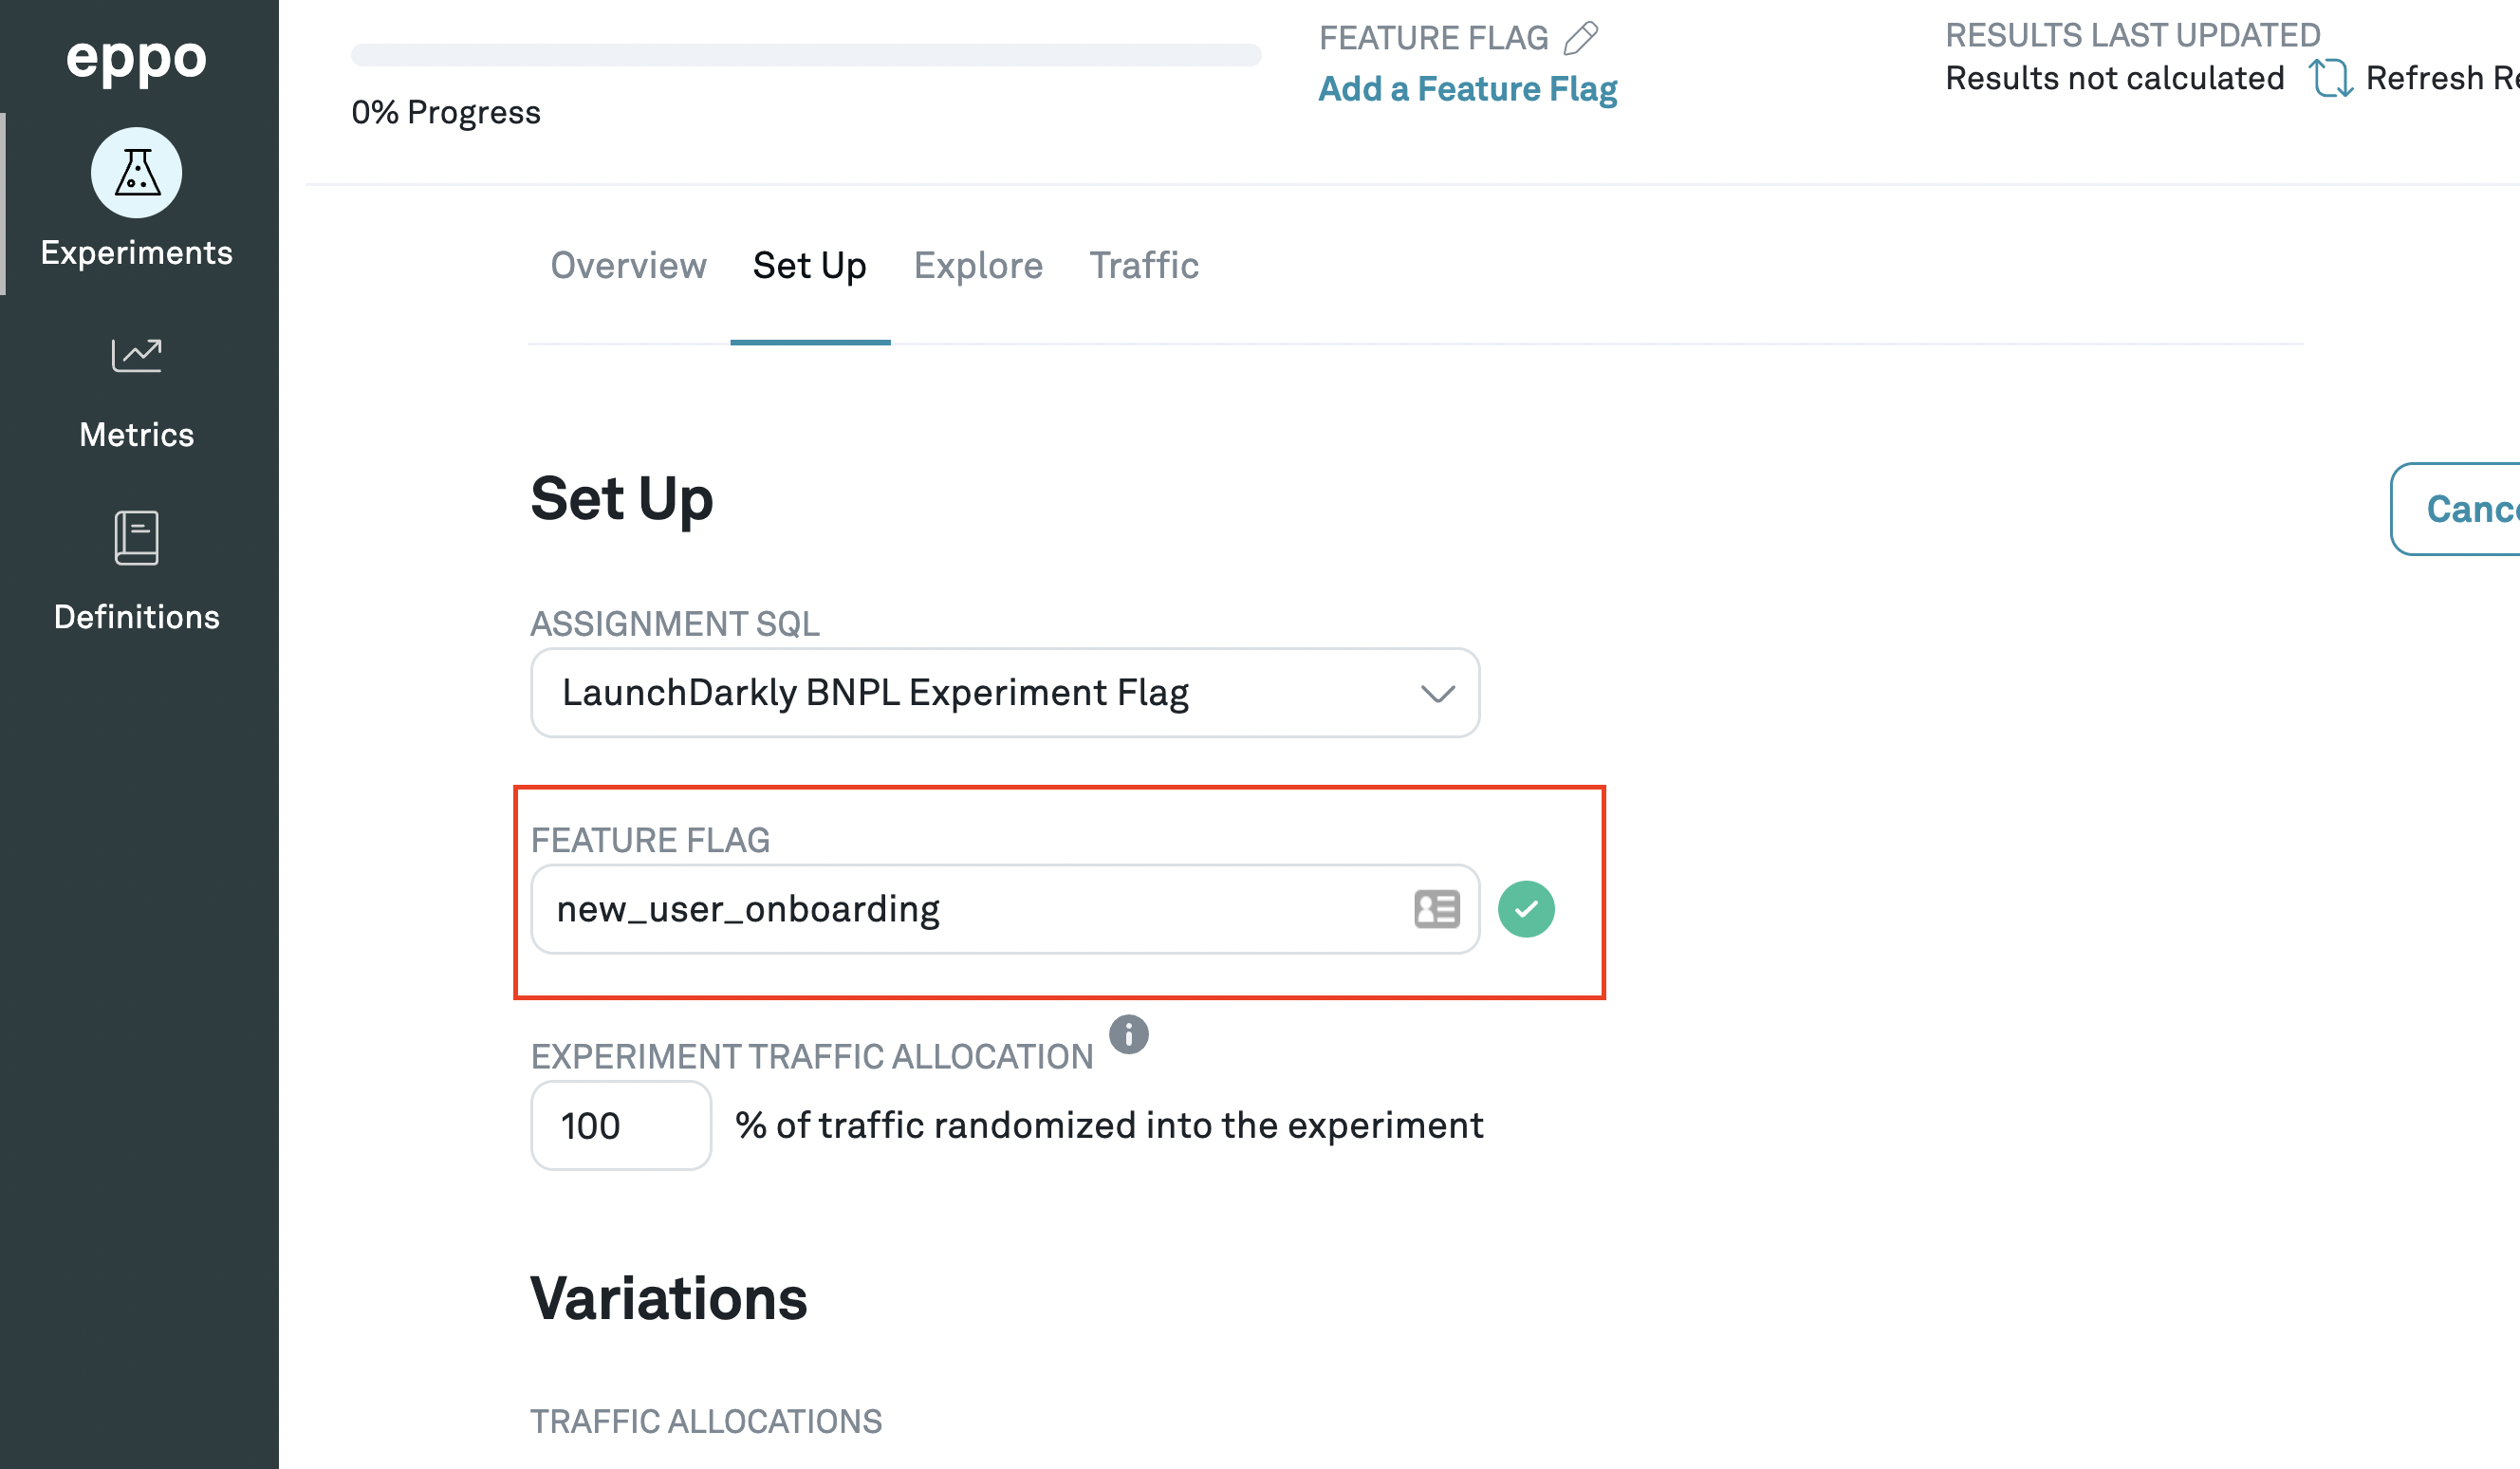 eppo
Experiments
Metrics
Definitions
0% Progress
FEATURE FLAG
Add a Feature Flag
RESULTS LAST UPDATED
Results not calculated
Refresh Re
Overview
Set Up
Explore
Traffic
Set Up
Cance
ASSIGNMENT SQL
LaunchDarkly BNPL Experiment Flag
FEATURE FLAG
new_user_onboarding
EXPERIMENT TRAFFIC ALLOCATION
100 % of traffic randomized into the experiment
Variations
TRAFFIC ALLOCATIONS